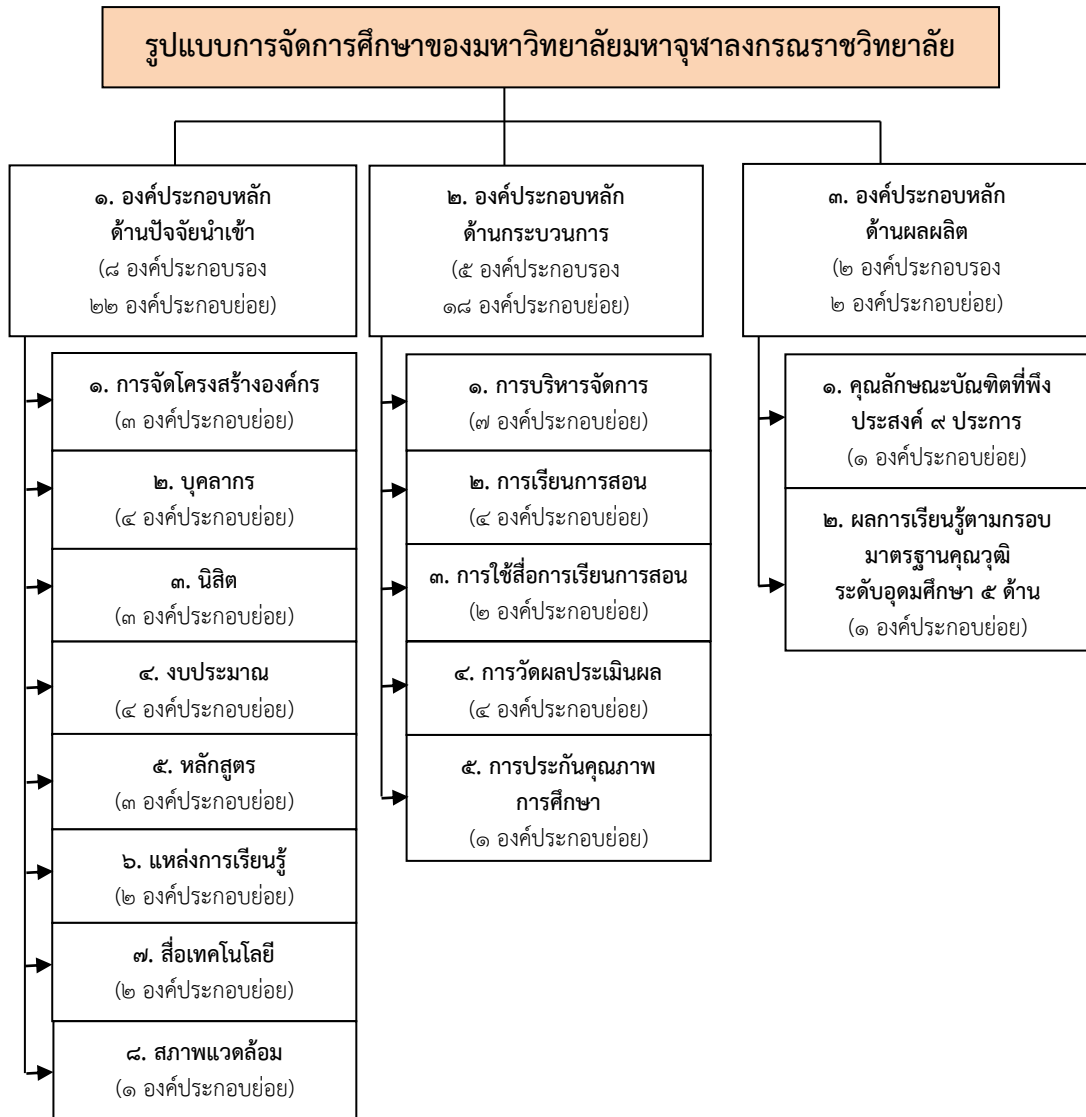 รูปแบบการจัดการศึกษาของมหาวิทยาลัยมหาจุฬาลงกรณราชวิทยาลัย
๑. องค์ประกอบหลัก
ด้านปัจจัยนำเข้า
(๘ องค์ประกอบรอง
๒๒ องค์ประกอบย่อย)
๑. การจัดโครงสร้างองค์กร
(๓ องค์ประกอบย่อย)
๒. บุคลากร
(๔ องค์ประกอบย่อย)
๓. นิสิต
(๓ องค์ประกอบย่อย)
๔. งบประมาณ
(๔ องค์ประกอบย่อย)
๕. หลักสูตร
(๓ องค์ประกอบย่อย)
๖. แหล่งการเรียนรู้
(๒ องค์ประกอบย่อย)
๗. สื่อเทคโนโลยี
(๒ องค์ประกอบย่อย)
๘. สภาพแวดล้อม
(๑ องค์ประกอบย่อย)
๒. องค์ประกอบหลัก
ด้านกระบวนการ
(๕ องค์ประกอบรอง
๑๘ องค์ประกอบย่อย)
๑. การบริหารจัดการ
(๗ องค์ประกอบย่อย)
๒. การเรียนการสอน
(๔ องค์ประกอบย่อย)
๓. การใช้สื่อการเรียนการสอน
(๒ องค์ประกอบย่อย)
๔. การวัดผลประเมินผล
(๔ องค์ประกอบย่อย)
๕. การประกันคุณภาพ
การศึกษา
(๑ องค์ประกอบย่อย)
๓. องค์ประกอบหลัก
ด้านผลผลิต
(๒ องค์ประกอบรอง
๒ องค์ประกอบย่อย)
๑. คุณลักษณะบัณฑิตที่พึง
ประสงค์ ๙ ประการ
(๑ องค์ประกอบย่อย)
๒. ผลการเรียนรู้ตามกรอบ
มาตรฐานคุณวุฒิ
ระดับอุดมศึกษา ๕ ด้าน
(๑ องค์ประกอบย่อย)